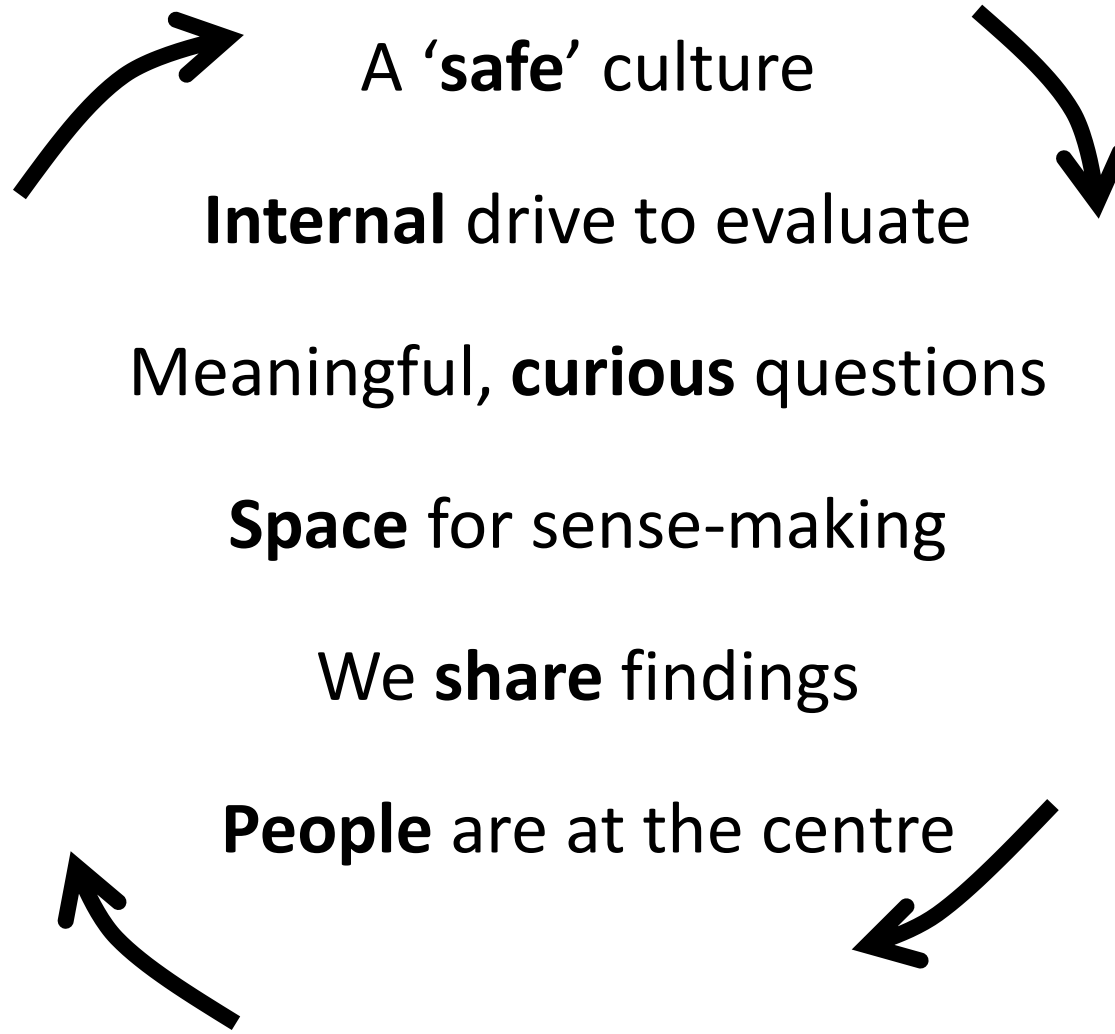 A ‘safe’ culture
Internal drive to evaluate
Meaningful, curious questions
Space for sense-making
We share findings
People are at the centre